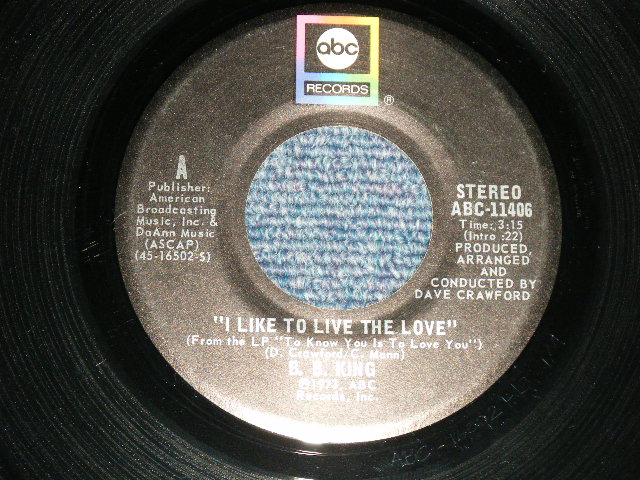 abc
RECORDS
®
A
Publisher:
American
Broadcasting
Music, Inc. &
DaAnn Music
(ASCAP)
(45-16502-S)
STEREO
ABC-11406
Time: 3:15
(Intro :22)
PRODUCED,
ARRANGED
AND
CONDUCTED BY
DAVE CRAWFORD
"I LIKE TO LIVE THE LOVE"
(From the LP "To Know You Is To Love You")
(D. Crawford/C. Mann)
B. B. KING
℗1973, ABC
Records, Inc.